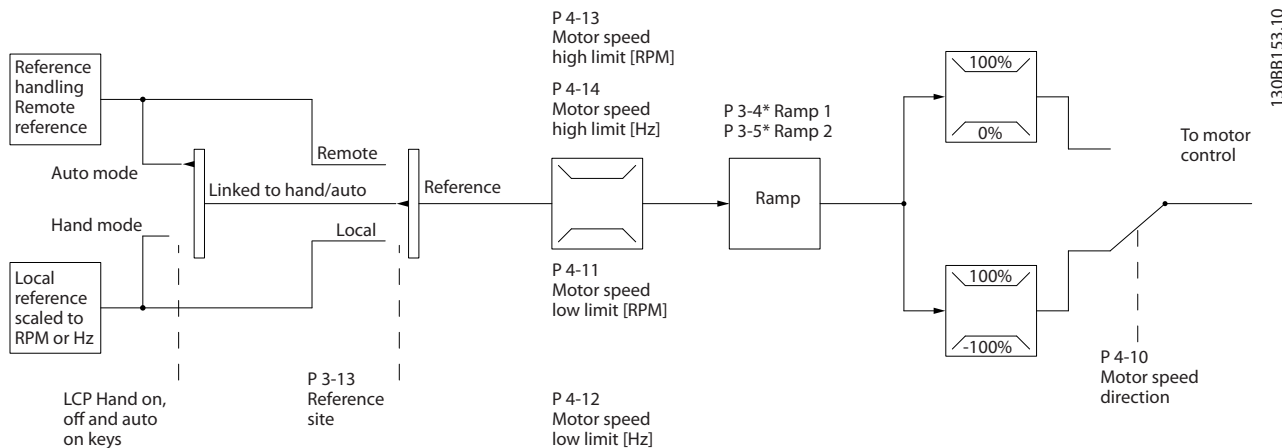 Reference
handling
Remote
reference
Auto mode
Hand mode
Local
reference
scaled to
RPM or Hz
LCP Hand on,
off and auto
on keys
Linked to hand/auto
Remote
Local
P 3-13
Reference
site
Reference
P 4-13
Motor speed
high limit [RPM]
P 4-14
Motor speed
high limit [Hz]
P 4-11
Motor speed
low limit [RPM]
P 4-12
Motor speed
low limit [Hz]
P 3-4* Ramp 1
P 3-5* Ramp 2
Ramp
100%
0%
100%
-100%
To motor
control
P 4-10
Motor speed
direction
130BB153.10